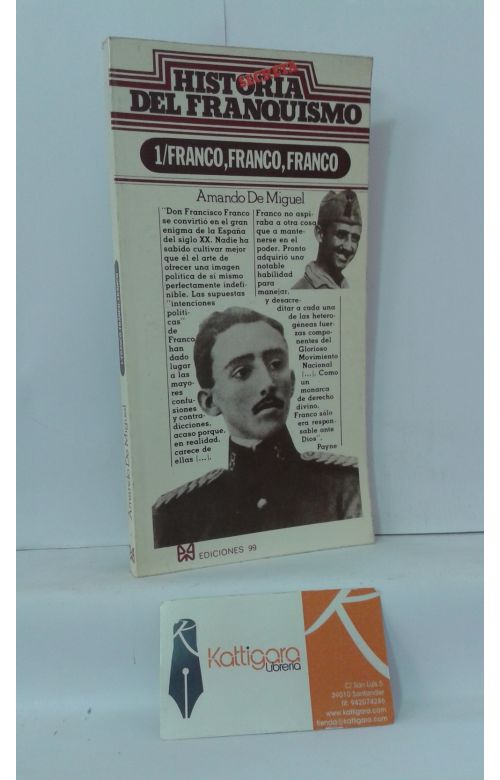 SECRETA
HISTORIA
DEL FRANQUISMO
1/FRANCO, FRANCO, FRANCO
Amando De Miguel
"Don Francisco Franco
se convirtió en el gran
enigma de la España
del siglo XX. Nadie ha
sabido cultivar mejor
que él el arte de
ofrecer una imagen
política de sí mismo
perfectamente indefi-
nible. Las supuestas
"intenciones
políti-
cas"
de
Franco
han
dado
lugar
a las
mayo-
res
confu-
siones
y contra-
dicciones,
acaso porque,
en realidad,
carece de
ellas (...).
Franco no aspi-
raba a otra cosa
que a mante-
nerse en el
poder. Pronto
adquirió una
notable
habilidad
para
manejar,
y desacre-
ditar a cada una
de las hetero-
géneas fuer-
zas compo-
nentes del
Glorioso
Movimiento
Nacional
(...). Como
un
monarca
de derecho
divino,
Franco sólo
era respon-
sable ante
Dios".
Payne
EDICIONES 99
Amando De Miguel
Kattigara
Librería
C/ San Luis 5
39010 Santander
tlf: 942074286
www.kattigara.com
tienda@kattigara.com